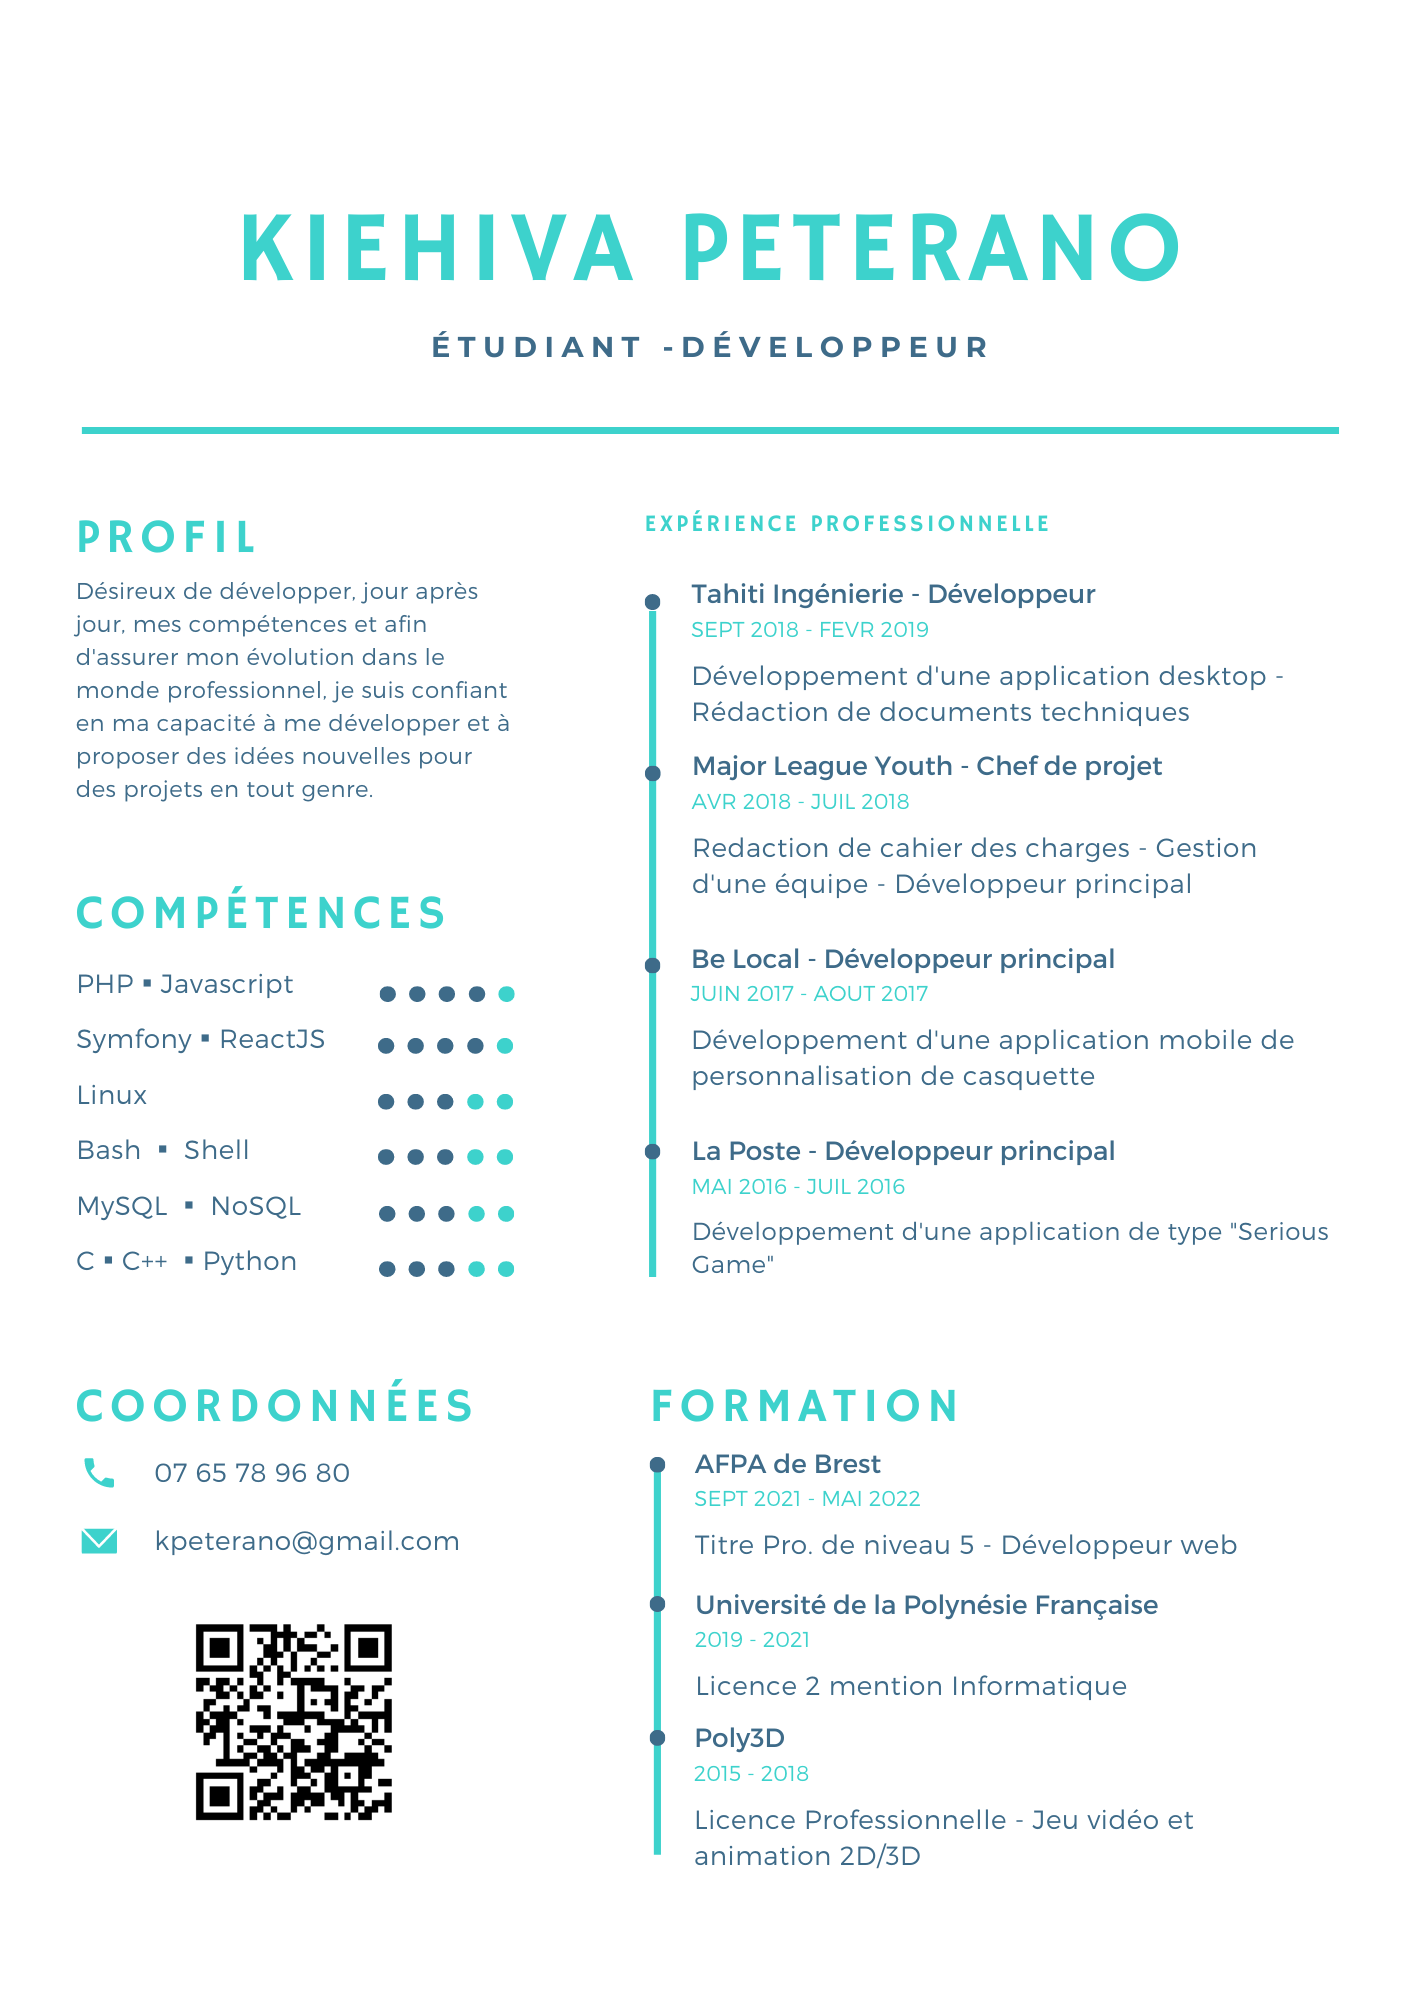 KIEHIVA PETERANO
ÉTUDIANT -DÉVELOPPEUR
PROFIL
Désireux de développer, jour après
jour, mes compétences et afin
d'assurer mon évolution dans le
monde professionnel, je suis confiant
en ma capacité à me développer et à
proposer des idées nouvelles pour
des projets en tout genre.
COMPÉTENCES
PHP ▪ Javascript
Symfony ▪ ReactJS
Linux
Bash ▪ Shell
MySQL ▪ NoSQL
C ▪ C++ ▪ Python
COORDONNÉES
07 65 78 96 80
kpeterano@gmail.com
EXPÉRIENCE PROFESSIONNELLE
Tahiti Ingénierie - Développeur
SEPT 2018 - FEVR 2019
Développement d'une application desktop -
Rédaction de documents techniques
Major League Youth - Chef de projet
AVR 2018 - JUIL 2018
Redaction de cahier des charges - Gestion
d'une équipe - Développeur principal
Be Local - Développeur principal
JUIN 2017 - AOUT 2017
Développement d'une application mobile de
personnalisation de casquette
La Poste - Développeur principal
MAI 2016 - JUIL 2016
Développement d'une application de type "Serious
Game"
FORMATION
AFPA de Brest
SEPT 2021 - MAI 2022
Titre Pro. de niveau 5 - Développeur web
Université de la Polynésie Française
2019 - 2021
Licence 2 mention Informatique
Poly3D
2015 - 2018
Licence Professionnelle - Jeu vidéo et
animation 2D/3D